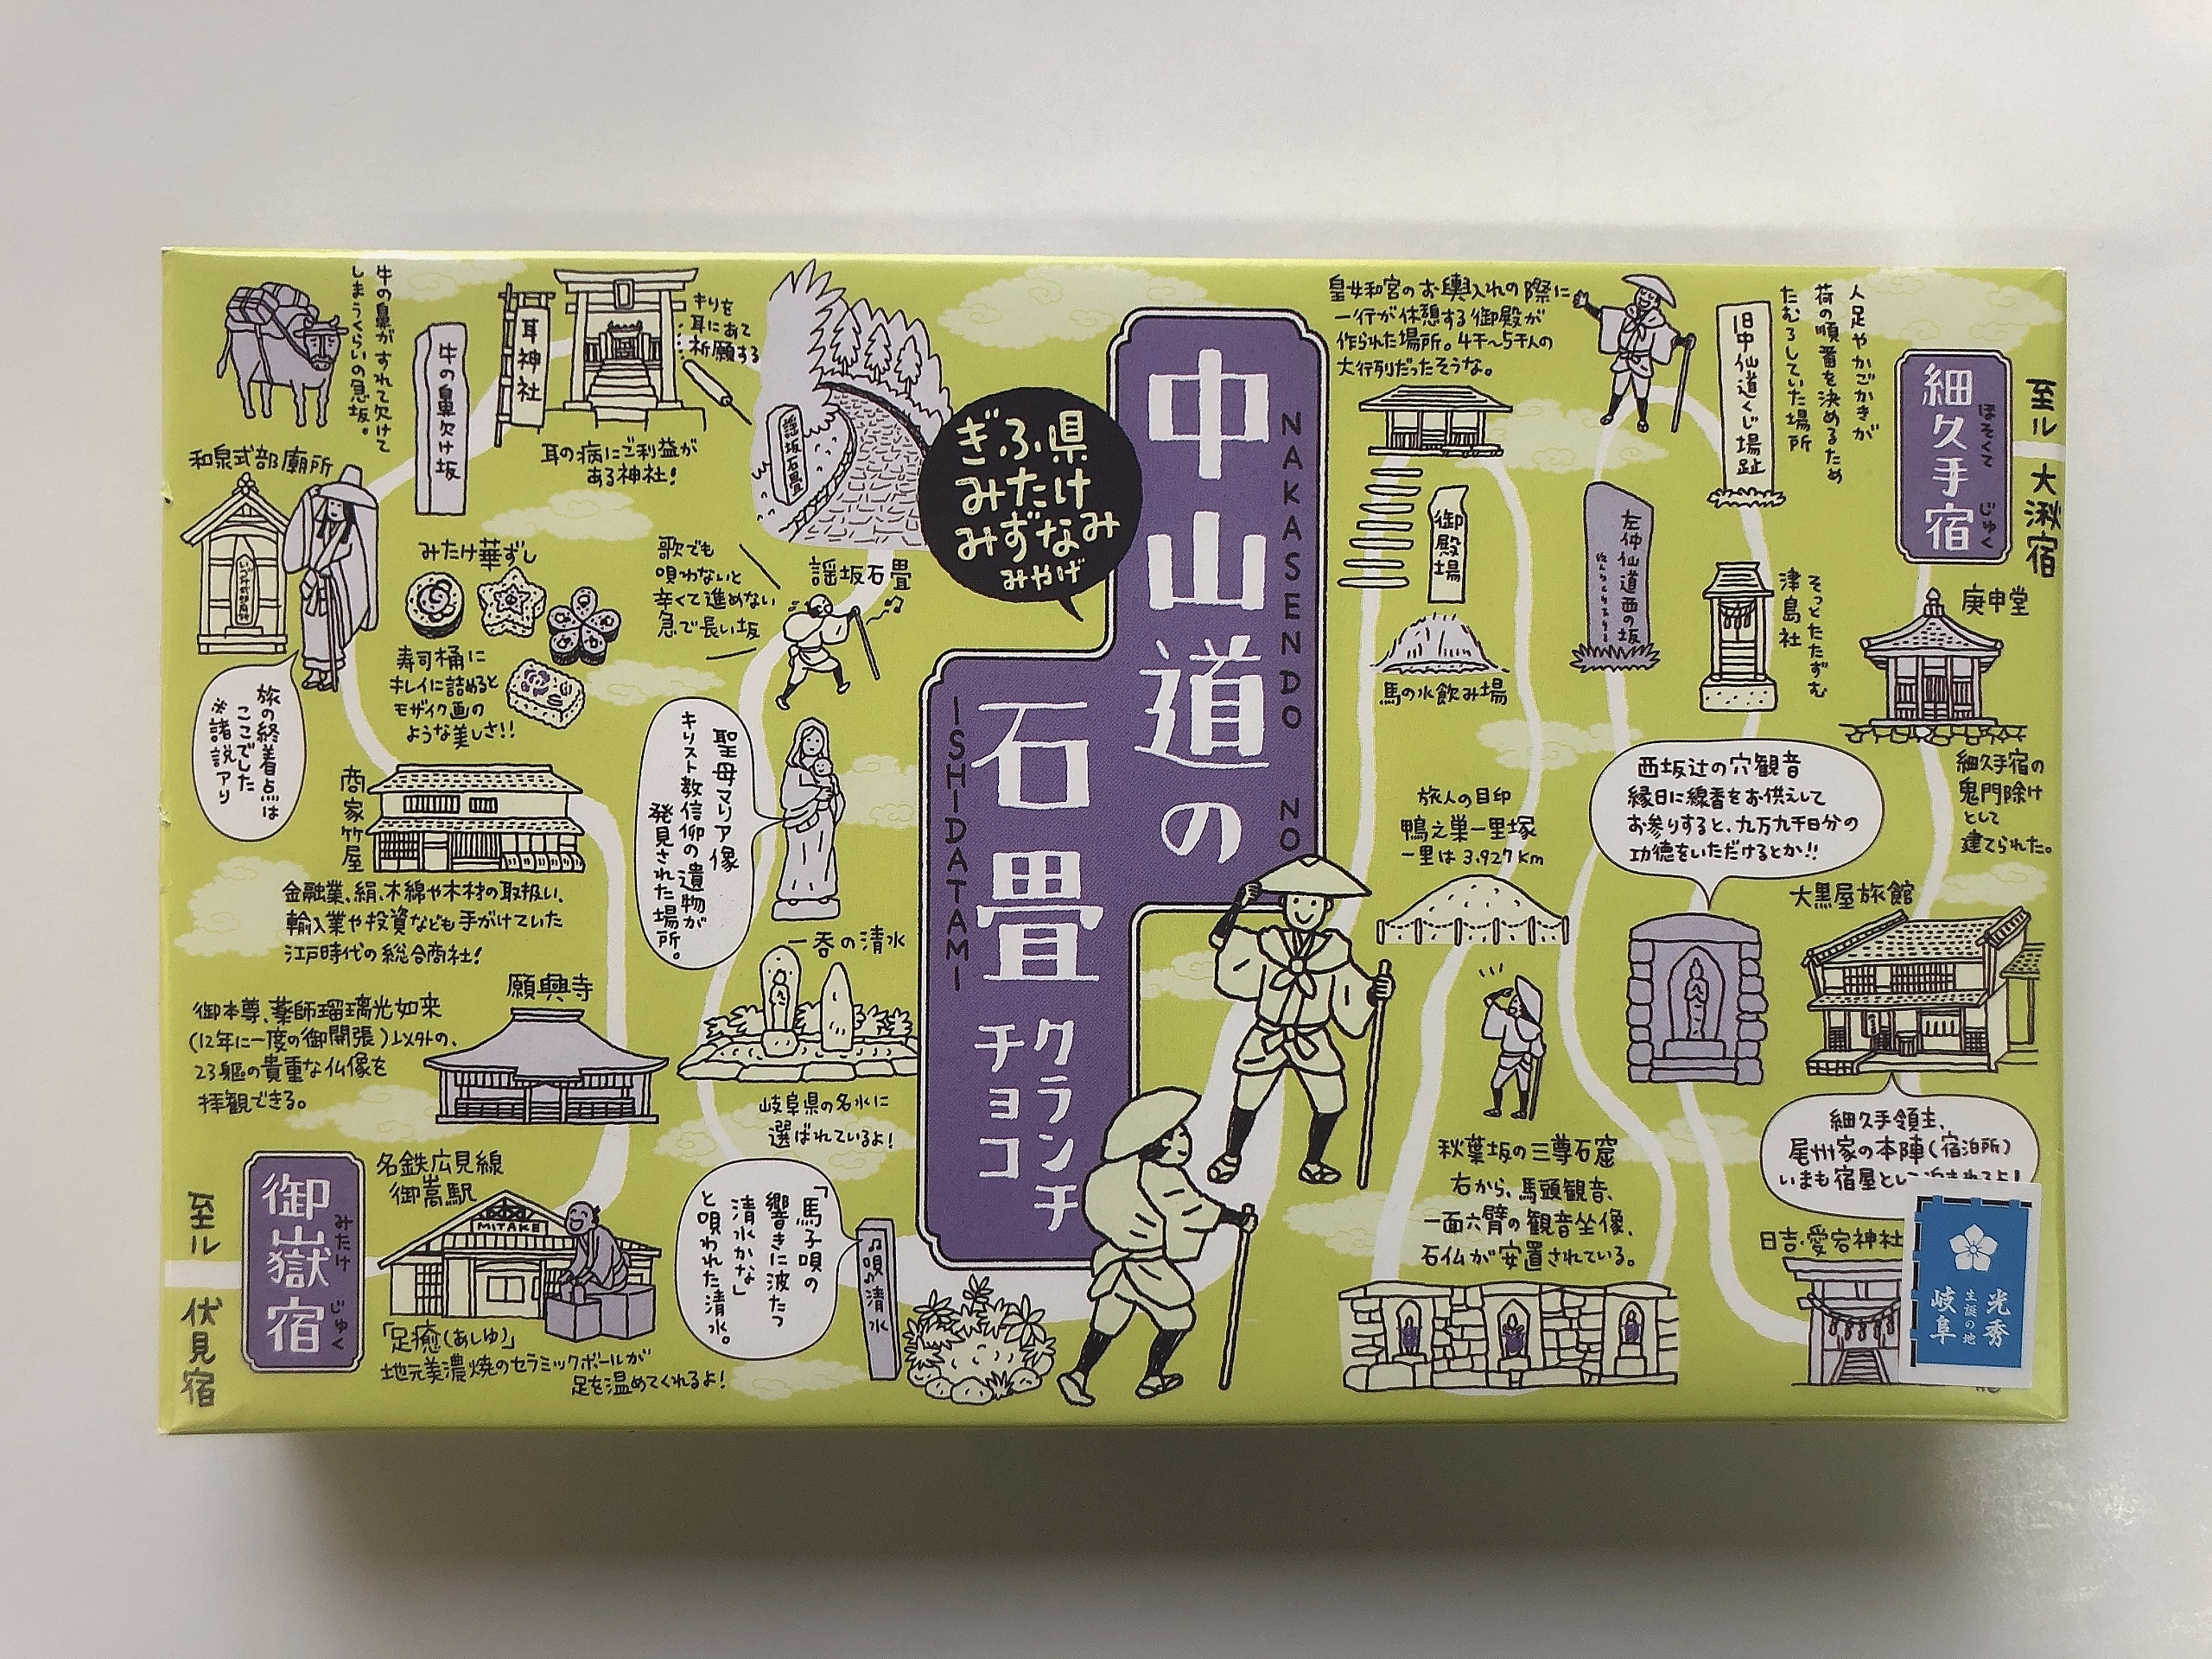 中山道の
石畳
クランチ
チョコ
NAKASENDO NO
ISHIDATAMI
ぎふ県
みたけ
みずなみ
みやげ
牛の鼻がすれて欠けて
しまうくらいの急坂。
牛の鼻欠け坂
耳神社
きりを
耳にあて
祈願する
耳の病にご利益が
ある神社!
謡坂石畳
謡坂石畳
歌でも
唄わないと
辛くて進めない
急で長い坂
和泉式部廟所
旅の終着点は
ここでした
※諸説アリ
みたけ華ずし
寿司桶に
キレイに詰めると
モザイク画の
ような美しさ!!
商家竹屋
金融業、絹、木綿や木材の取扱い、
輸入業や投資なども手がけていた
江戸時代の総合商社!
聖母マリア像
キリスト教信仰の遺物が
発見された場所。
一呑の清水
岐阜県の名水に
選ばれているよ!
願興寺
御本尊、薬師瑠璃光如来
(12年に一度の御開張)以外の、
23躯の貴重な仏像を
拝観できる。
至ル 伏見宿
御嶽宿
みたけ じゅく
名鉄広見線
御嵩駅
MITAKE
「足癒(あしゆ)」
地元美濃焼のセラミックボールが
足を温めてくれるよ!
「馬子唄の
響きに波たつ
清水かな」
と唄われた清水。
唄清水
皇女和宮のお輿入れの際に
一行が休憩する御殿が
作られた場所。4千〜5千人の
大行列だったそうな。
御殿場
馬の水飲み場
旅人の目印
鴨之巣一里塚
一里は3.927km
人足やかごかきが
荷の順番を決めるため
たむろしていた場所
旧中仙道くじ場趾
左仲仙道西の坂
津島社
そっとたたずむ
至ル 大湫宿
細久手宿
ほそくて じゅく
庚申堂
細久手宿の
鬼門除け
として
建てられた。
西坂辻の穴観音
縁日に線香をお供えして
お参りすると、九万九千日分の
功徳をいただけるとか!!
大黒屋旅館
細久手領主、
尾州家の本陣(宿泊所)
いまも宿屋として泊まれるよ!
秋葉坂の三尊石窟
右から、馬頭観音、
一面六臂の観音坐像、
石仏が安置されている。
日吉・愛宕神社
光秀
生誕の地
岐阜